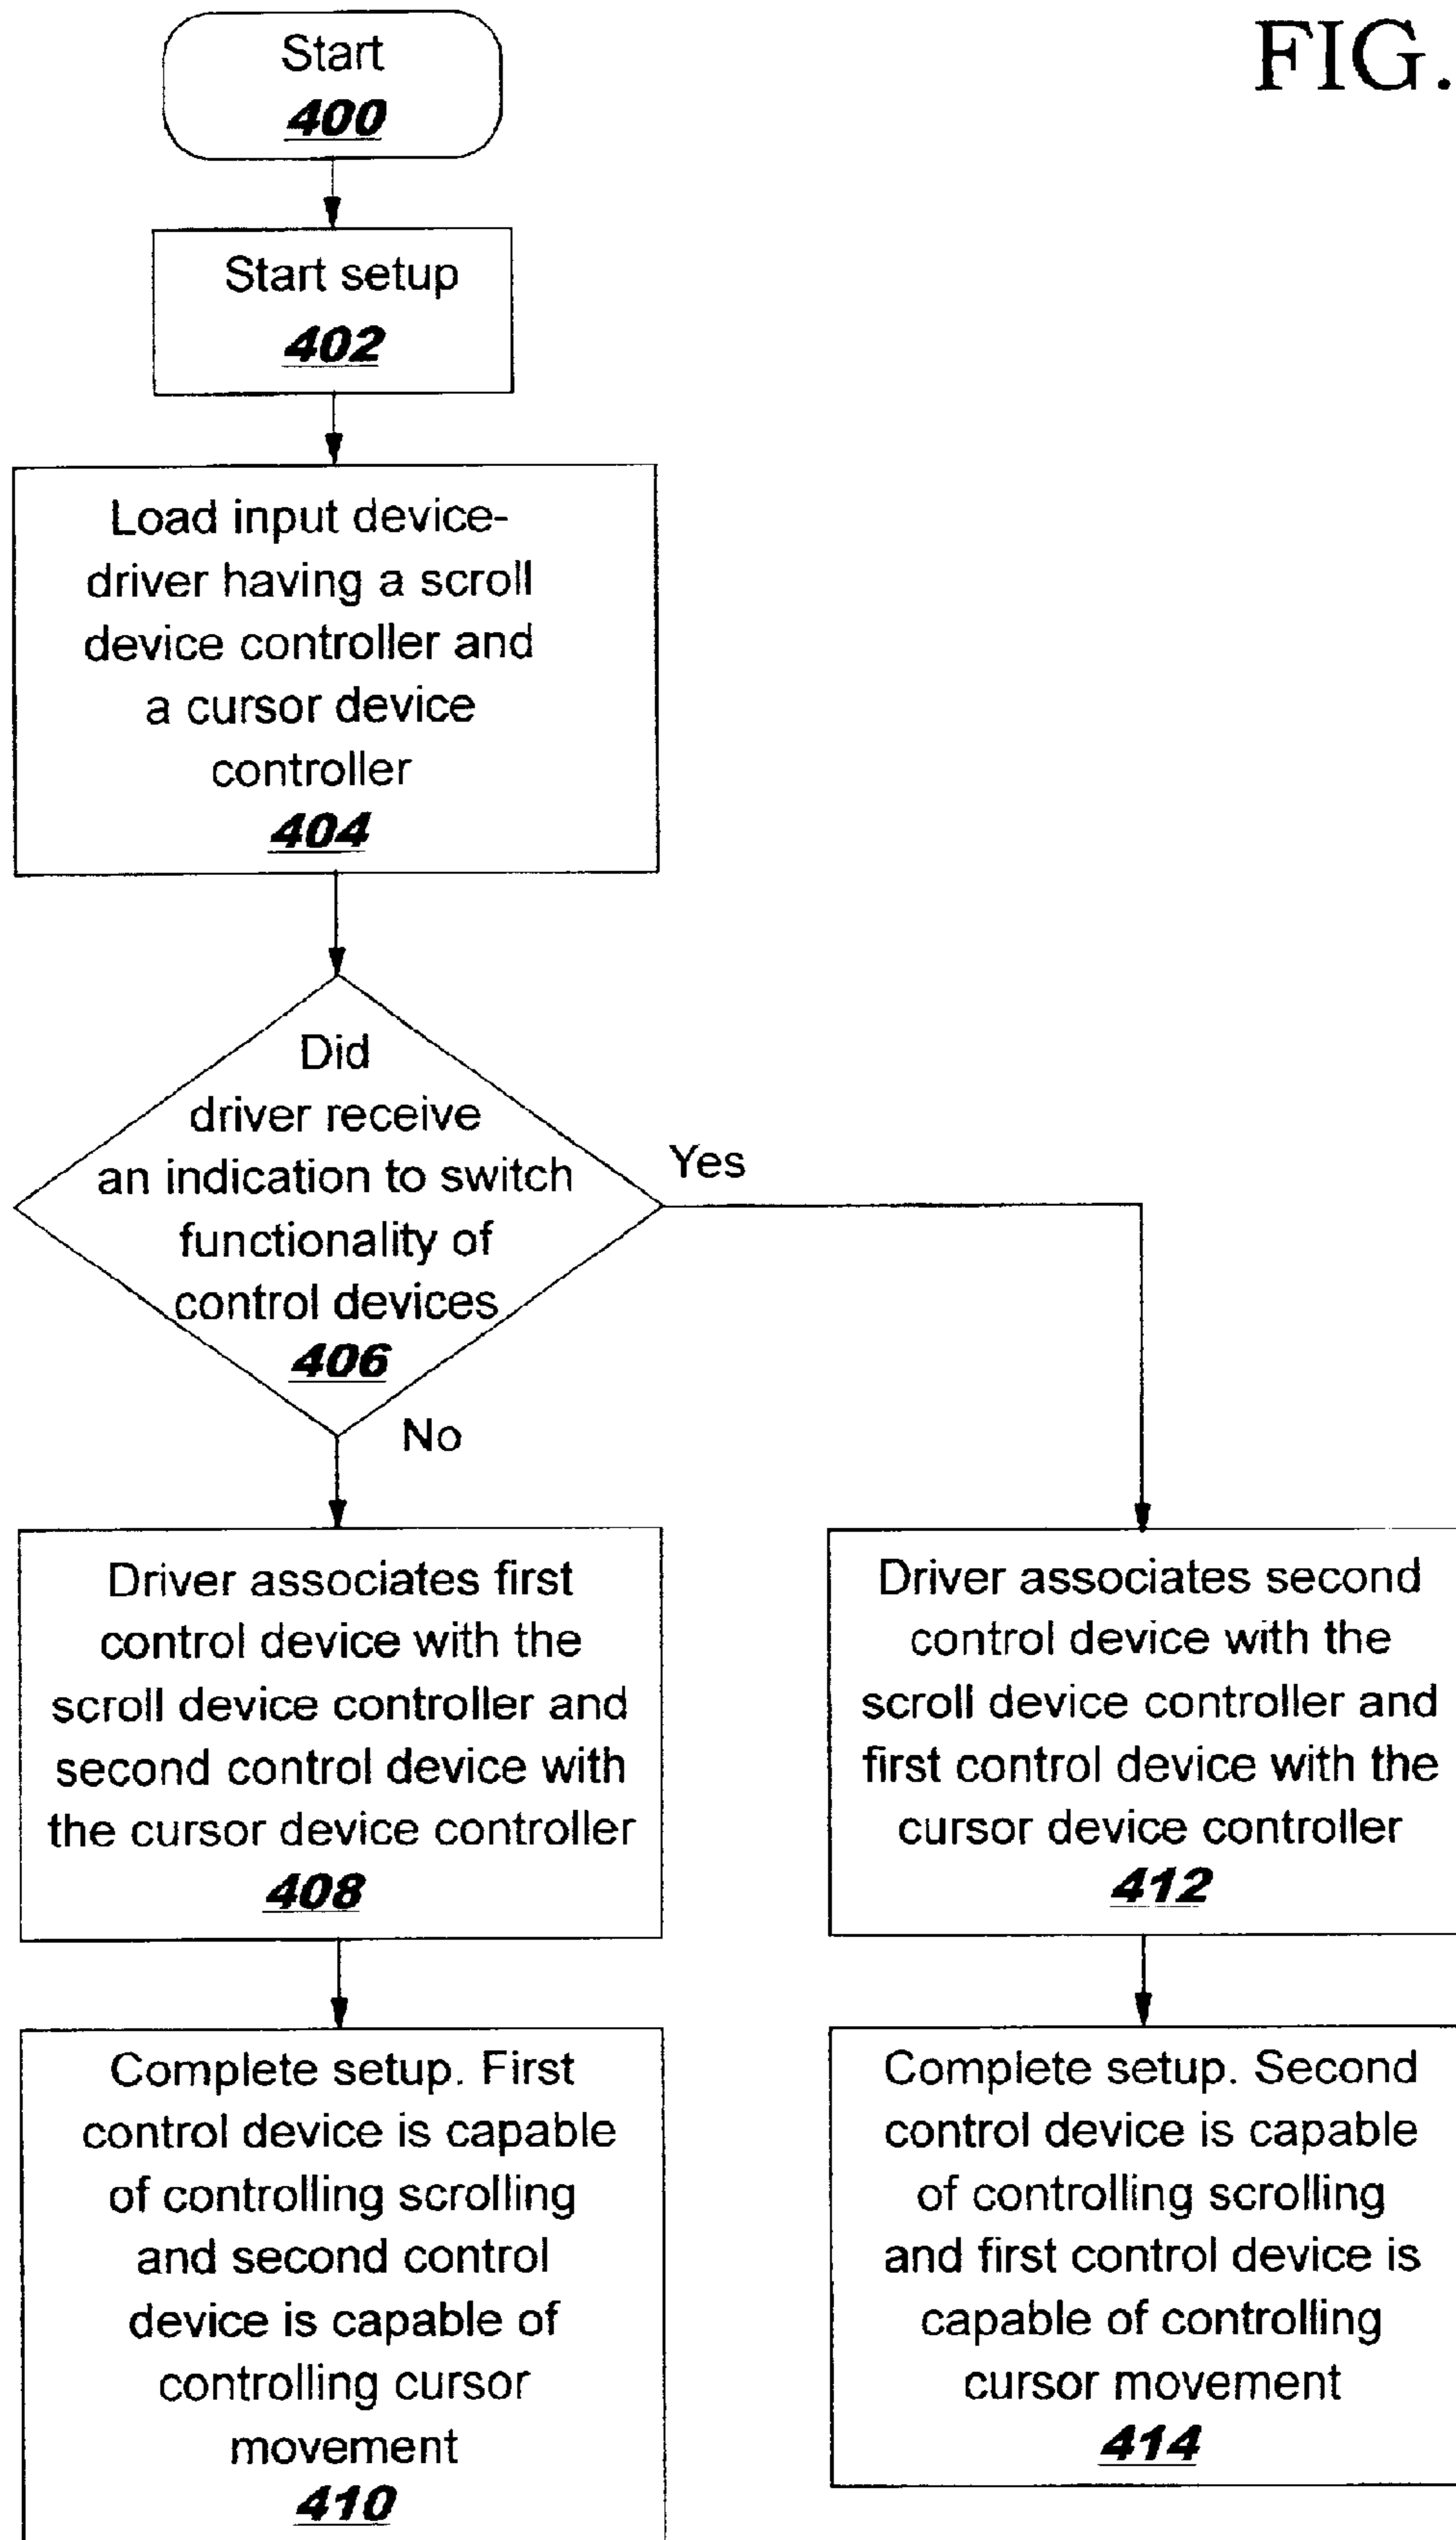 FIG.
Start
400
Start setup
402
Load input device-
driver having a scroll
device controller and
a cursor device
controller
404
Did
driver receive
an indication to switch
functionality of
control devices
406
Yes
No
Driver associates first
control device with the
scroll device controller and
second control device with
the cursor device controller
408
Driver associates second
control device with the
scroll device controller and
first control device with the
cursor device controller
412
Complete setup. First
control device is capable
of controlling scrolling
and second control
device is capable of
controlling cursor
movement
410
Complete setup. Second
control device is capable
of controlling scrolling
and first control device is
capable of controlling
cursor movement
414